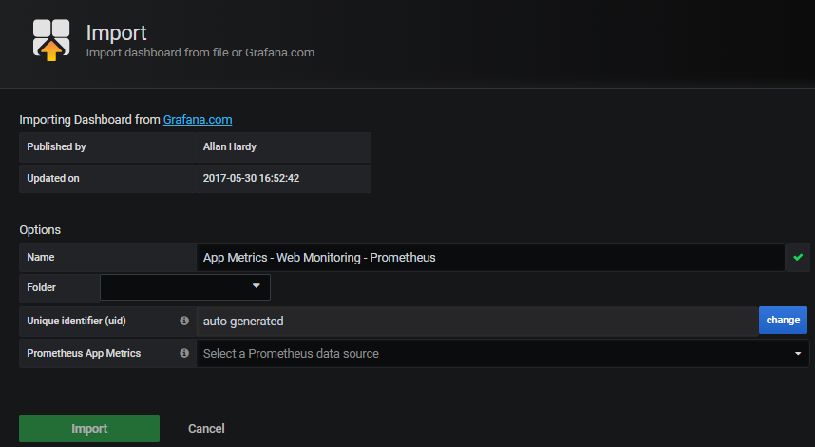 Import
Import dashboard from file or Grafana.com
Importing Dashboard from Grafana.com
Published by Allan Hardy
Updated on 2017-05-30 16:52:42
Options
Name App Metrics - Web Monitoring - Prometheus
Folder
Unique identifier (uid) auto generated change
Prometheus App Metrics Select a Prometheus data source
Import Cancel